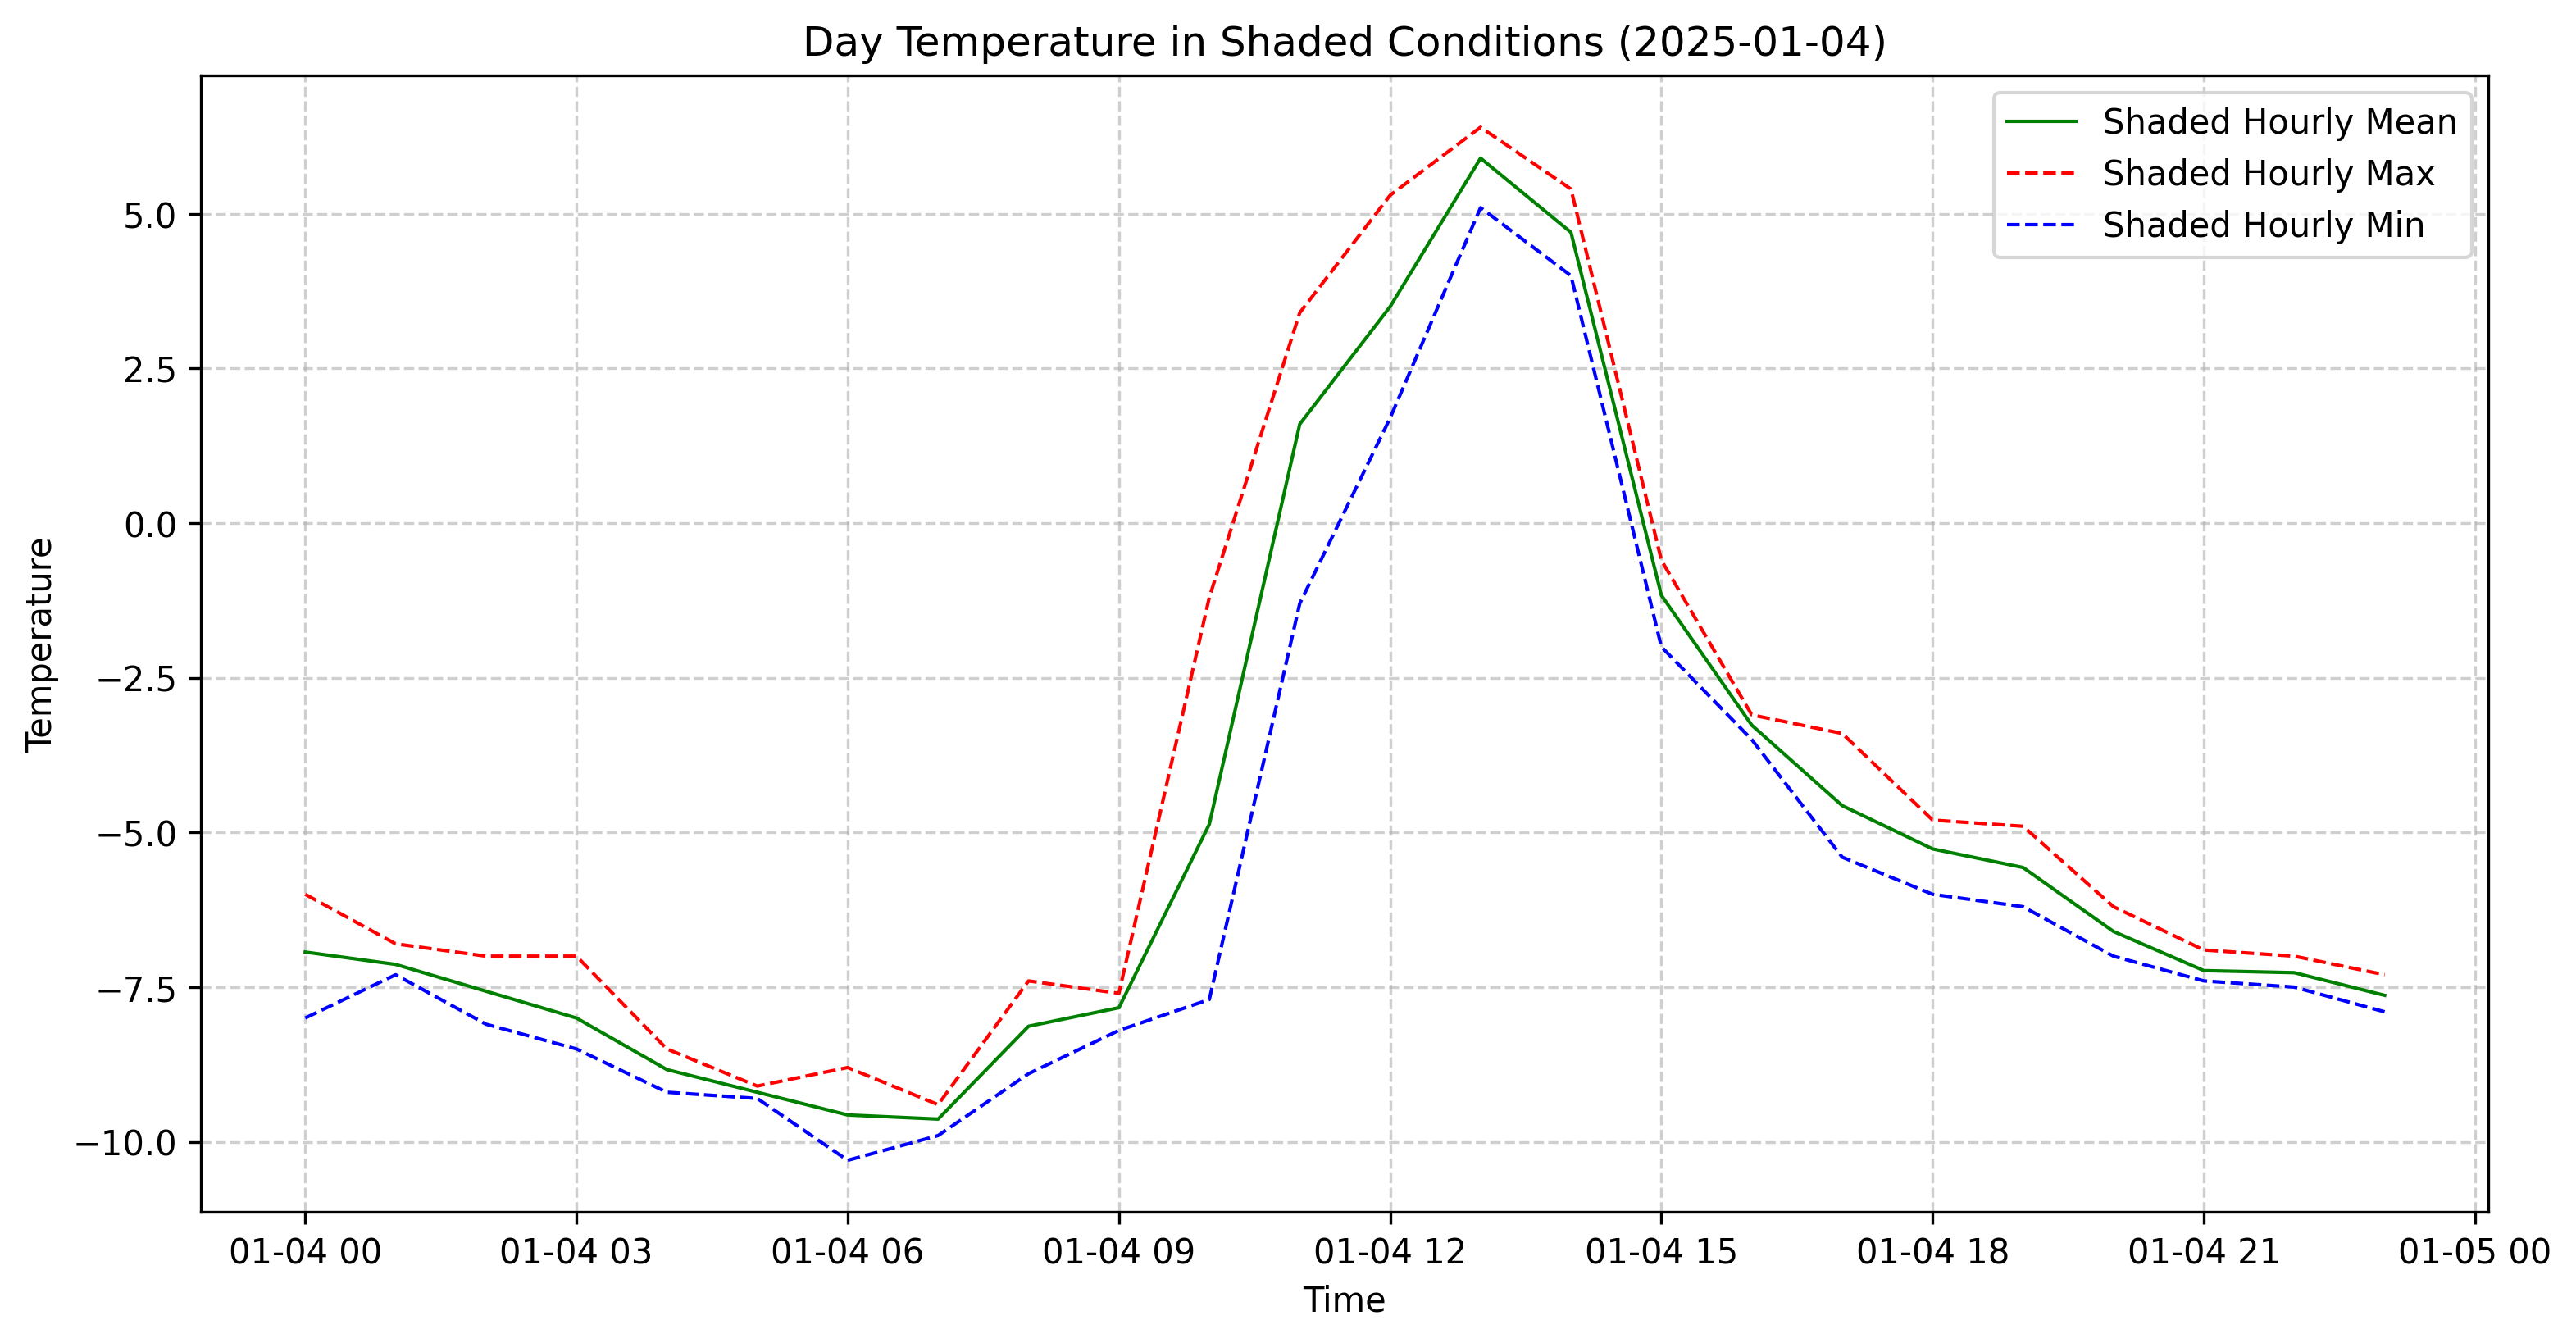 Day Temperature in Shaded Conditions (2025-01-04)
Shaded Hourly Mean
Shaded Hourly Max
Shaded Hourly Min
5.0
2.5
0.0
−2.5
−5.0
−7.5
−10.0
Temperature
01-04 00 01-04 03 01-04 06 01-04 09 01-04 12 01-04 15 01-04 18 01-04 21 01-05 00
Time